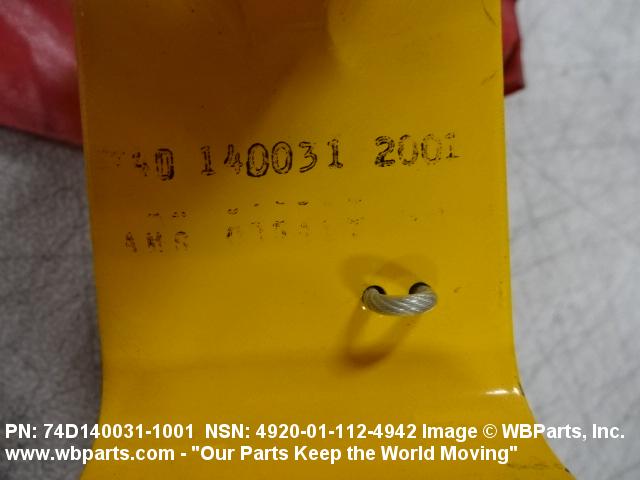 74D 140031 2001
PN: 74D140031-1001 NSN: 4920-01-112-4942 Image © WBParts, Inc.
www.wbparts.com - "Our Parts Keep the World Moving"